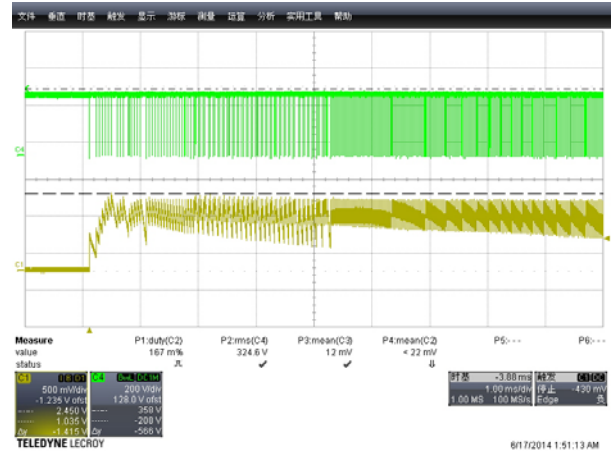 文件 垂直 时基 触发 显示 游标 测量 运算 分析 实用工具 帮助
C4
C1
Measure P1:duty(C2) P2:rms(C4) P3:mean(C3) P4:mean(C2) P5:- - - P6:- - -
value 167 m% 324.6 V 12 mV < 22 mV
status
C1 C4 BwL DC1M
500 mV/div 200 V/div
-1.235 V ofst 128.0 V ofst
2.450 V 358 V
1.035 V -208 V
Δy -1.415 V Δy -566 V
时基 -3.88 ms 触发 C1 DC
1.00 ms/div 停止 -430 mV
1.00 MS 100 MS/s Edge 负
TELEDYNE LECROY
6/17/2014 1:51:13 AM